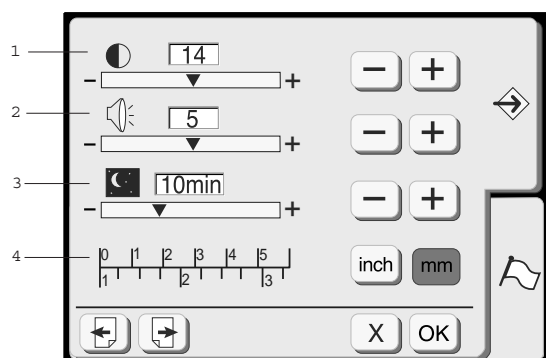 1 14
- +
- +
2 5
- +
- +
3 10min
- +
- +
4 0 1 2 3 4 5
1 2 3
inch mm
X OK